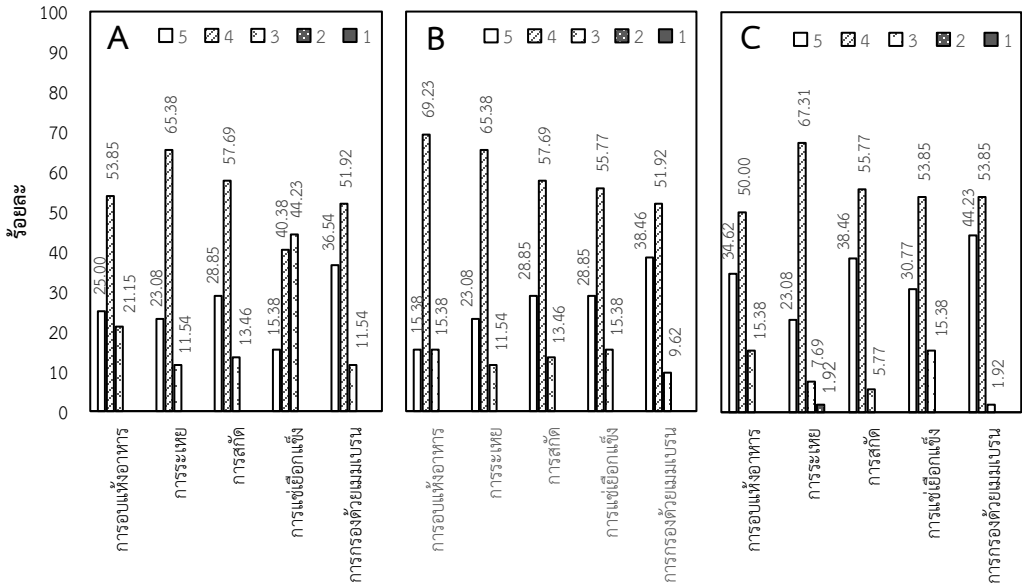 ร้อยละ
100
90
80
70
60
50
40
30
20
10
0
A
5 4 3 2 1
25.00 53.85 21.15
23.08 65.38 11.54
28.85 57.69 13.46
15.38 40.38 44.23
36.54 51.92 11.54
การอบแห้งอาหาร
การระเหย
การสกัด
การแช่เยือกแข็ง
การกรองด้วยเมมเบรน
B
5 4 3 2 1
15.38 69.23 15.38
23.08 65.38 11.54
28.85 57.69 13.46
28.85 55.77 15.38
38.46 51.92 9.62
การอบแห้งอาหาร
การระเหย
การสกัด
การแช่เยือกแข็ง
การกรองด้วยเมมเบรน
C
5 4 3 2 1
34.62 50.00 15.38
23.08 67.31 7.69 1.92
38.46 55.77 5.77
30.77 53.85 15.38
44.23 53.85 1.92
การอบแห้งอาหาร
การระเหย
การสกัด
การแช่เยือกแข็ง
การกรองด้วยเมมเบรน